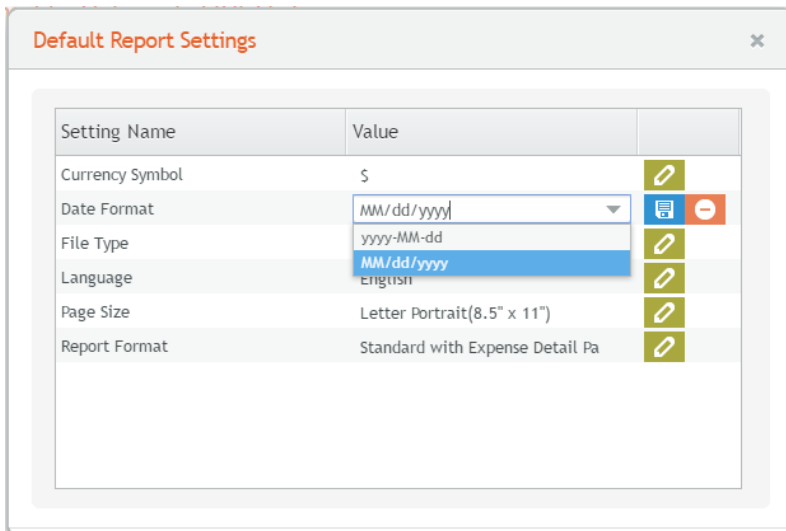 Default Report Settings
Setting Name Value
Currency Symbol $
Date Format MM/dd/yyyy
yyyy-MM-dd
File Type
MM/dd/yyyy
Language English
Page Size Letter Portrait(8.5" x 11")
Report Format Standard with Expense Detail Pa